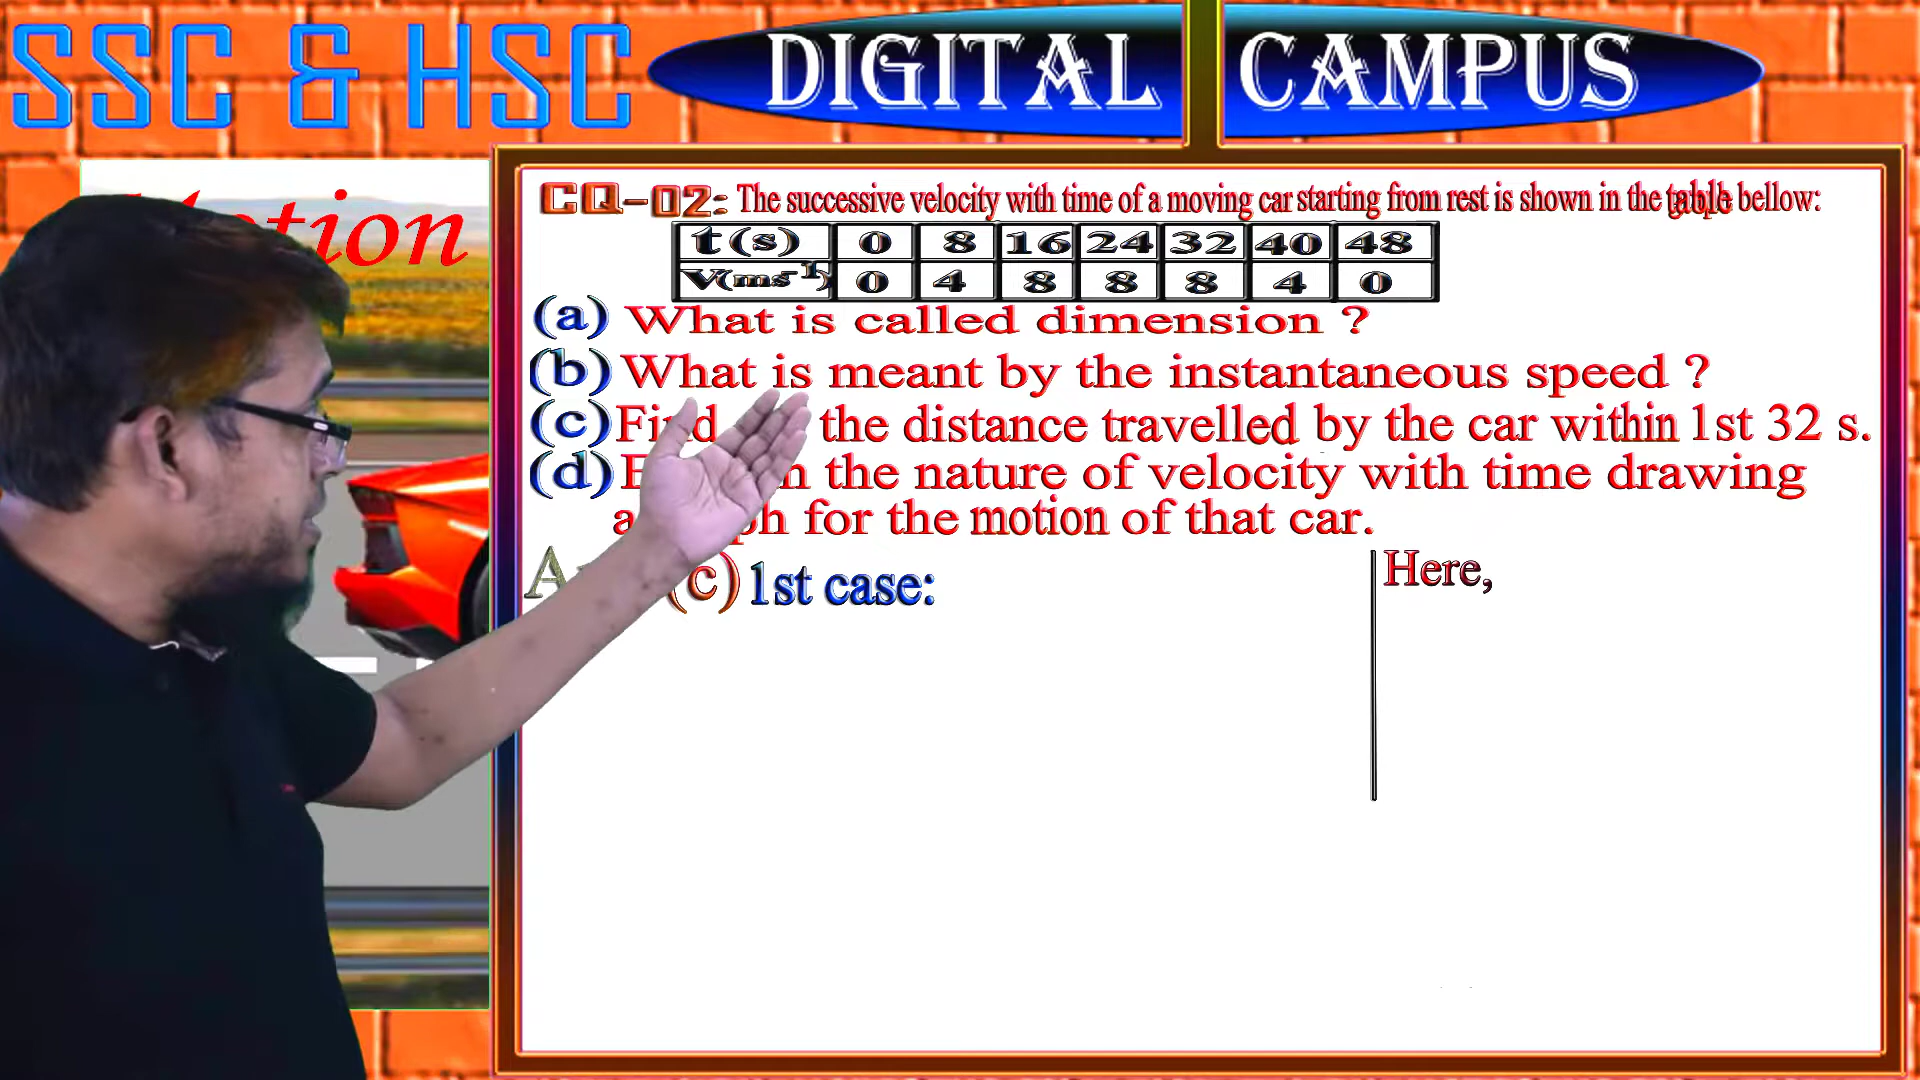 SSC & HSC DIGITAL CAMPUS
CQ-02: The successive velocity with time of a moving car starting from rest is shown in the table bellow:
t(s) 0 8 16 24 32 40 48
V(ms⁻¹) 0 4 8 8 8 4 0
(a) What is called dimension ?
(b) What is meant by the instantaneous speed ?
(c) Find the distance travelled by the car within 1st 32 s.
(d) the nature of velocity with time drawing
for the motion of that car.
(c) 1st case:
Here,